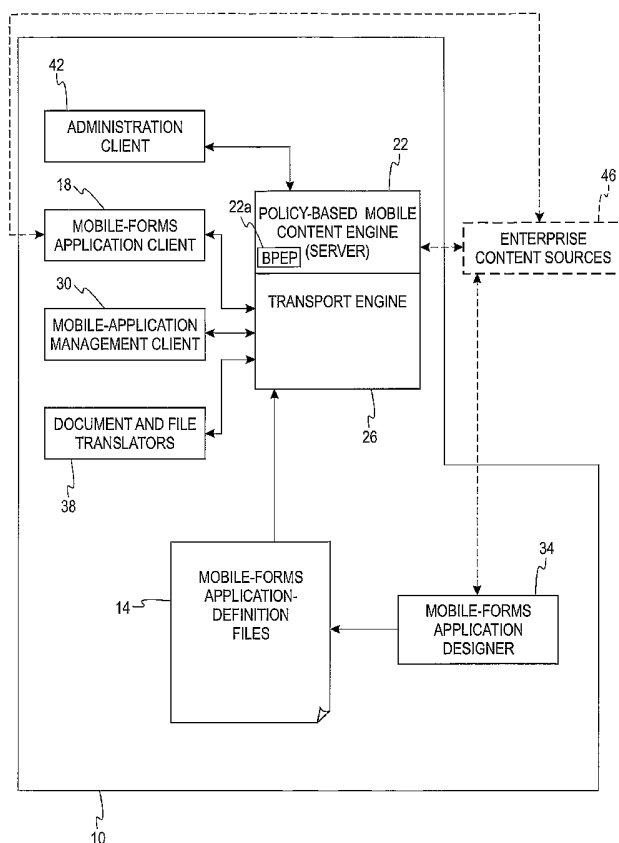 42
ADMINISTRATION
CLIENT
18
MOBILE-FORMS
APPLICATION CLIENT
30
MOBILE-APPLICATION
MANAGEMENT CLIENT
DOCUMENT AND FILE
TRANSLATORS
38
22
POLICY-BASED MOBILE
CONTENT ENGINE
22a
(SERVER)
BPEP
TRANSPORT ENGINE
26
46
ENTERPRISE
CONTENT SOURCES
14
MOBILE-FORMS
APPLICATION-
DEFINITION
FILES
34
MOBILE-FORMS
APPLICATION
DESIGNER
10